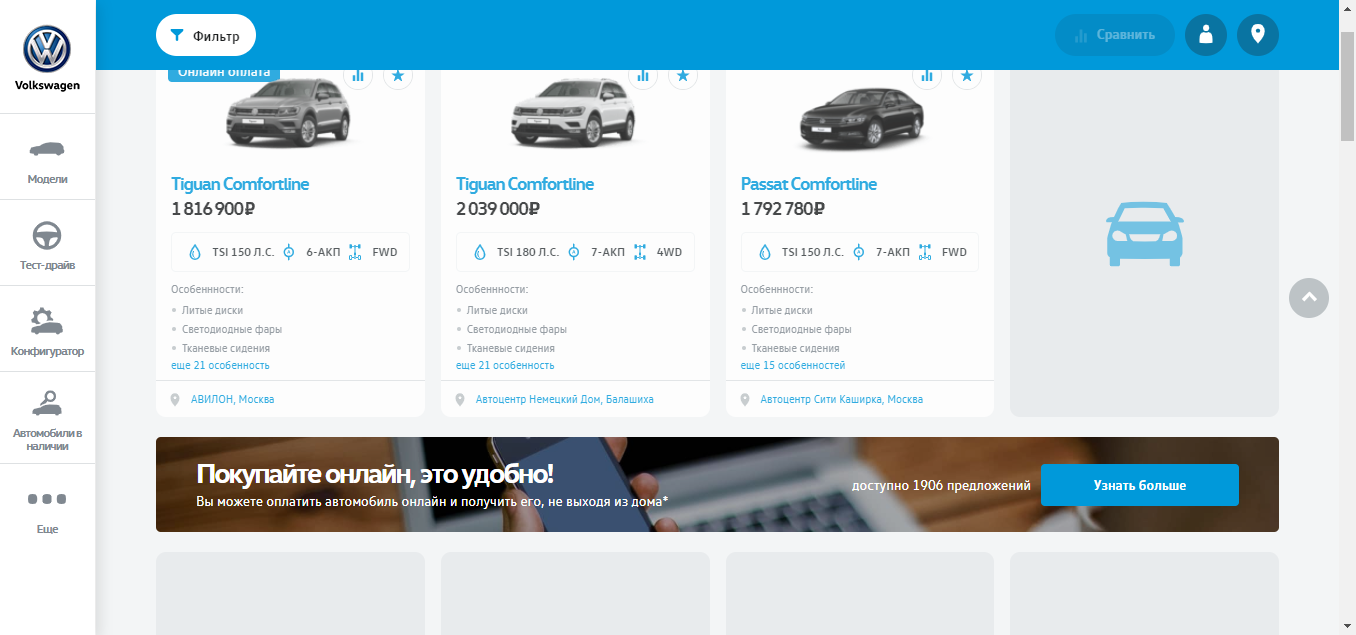 Volkswagen
Модели
Тест-драйв
Конфигуратор
Автомобили в
наличии
Еще
Фильтр
Сравнить
Онлайн оплата
Tiguan Comfortline
1 816 900₽
TSI 150 Л.С. 6-АКП FWD
Особеннности:
Литые диски
Светодиодные фары
Тканевые сидения
еще 21 особенность
АВИЛОН, Москва
Tiguan Comfortline
2 039 000₽
TSI 180 Л.С. 7-АКП 4WD
Особеннности:
Литые диски
Светодиодные фары
Тканевые сидения
еще 21 особенность
Автоцентр Немецкий Дом, Балашиха
Passat Comfortline
1 792 780₽
TSI 150 Л.С. 7-АКП FWD
Особеннности:
Литые диски
Светодиодные фары
Тканевые сидения
еще 15 особенностей
Автоцентр Сити Каширка, Москва
Покупайте онлайн, это удобно!
Вы можете оплатить автомобиль онлайн и получить его, не выходя из дома*
доступно 1906 предложений
Узнать больше